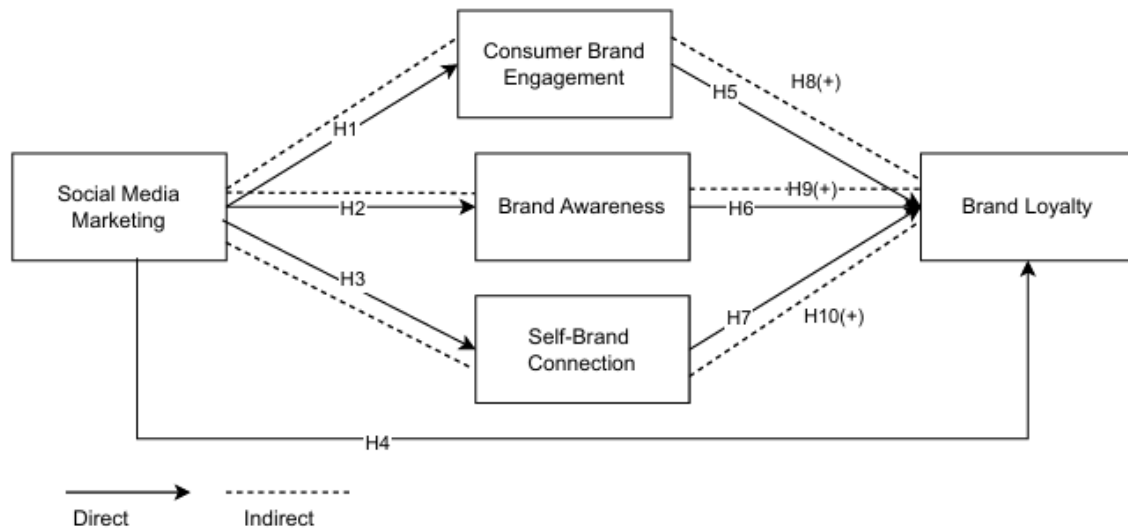 Consumer Brand
Engagement
H8(+)
H5
H1
Social Media
Marketing
H2
Brand Awareness
H9(+)
H6
Brand Loyalty
H3
Self-Brand
Connection
H7
H10(+)
H4
Direct
Indirect